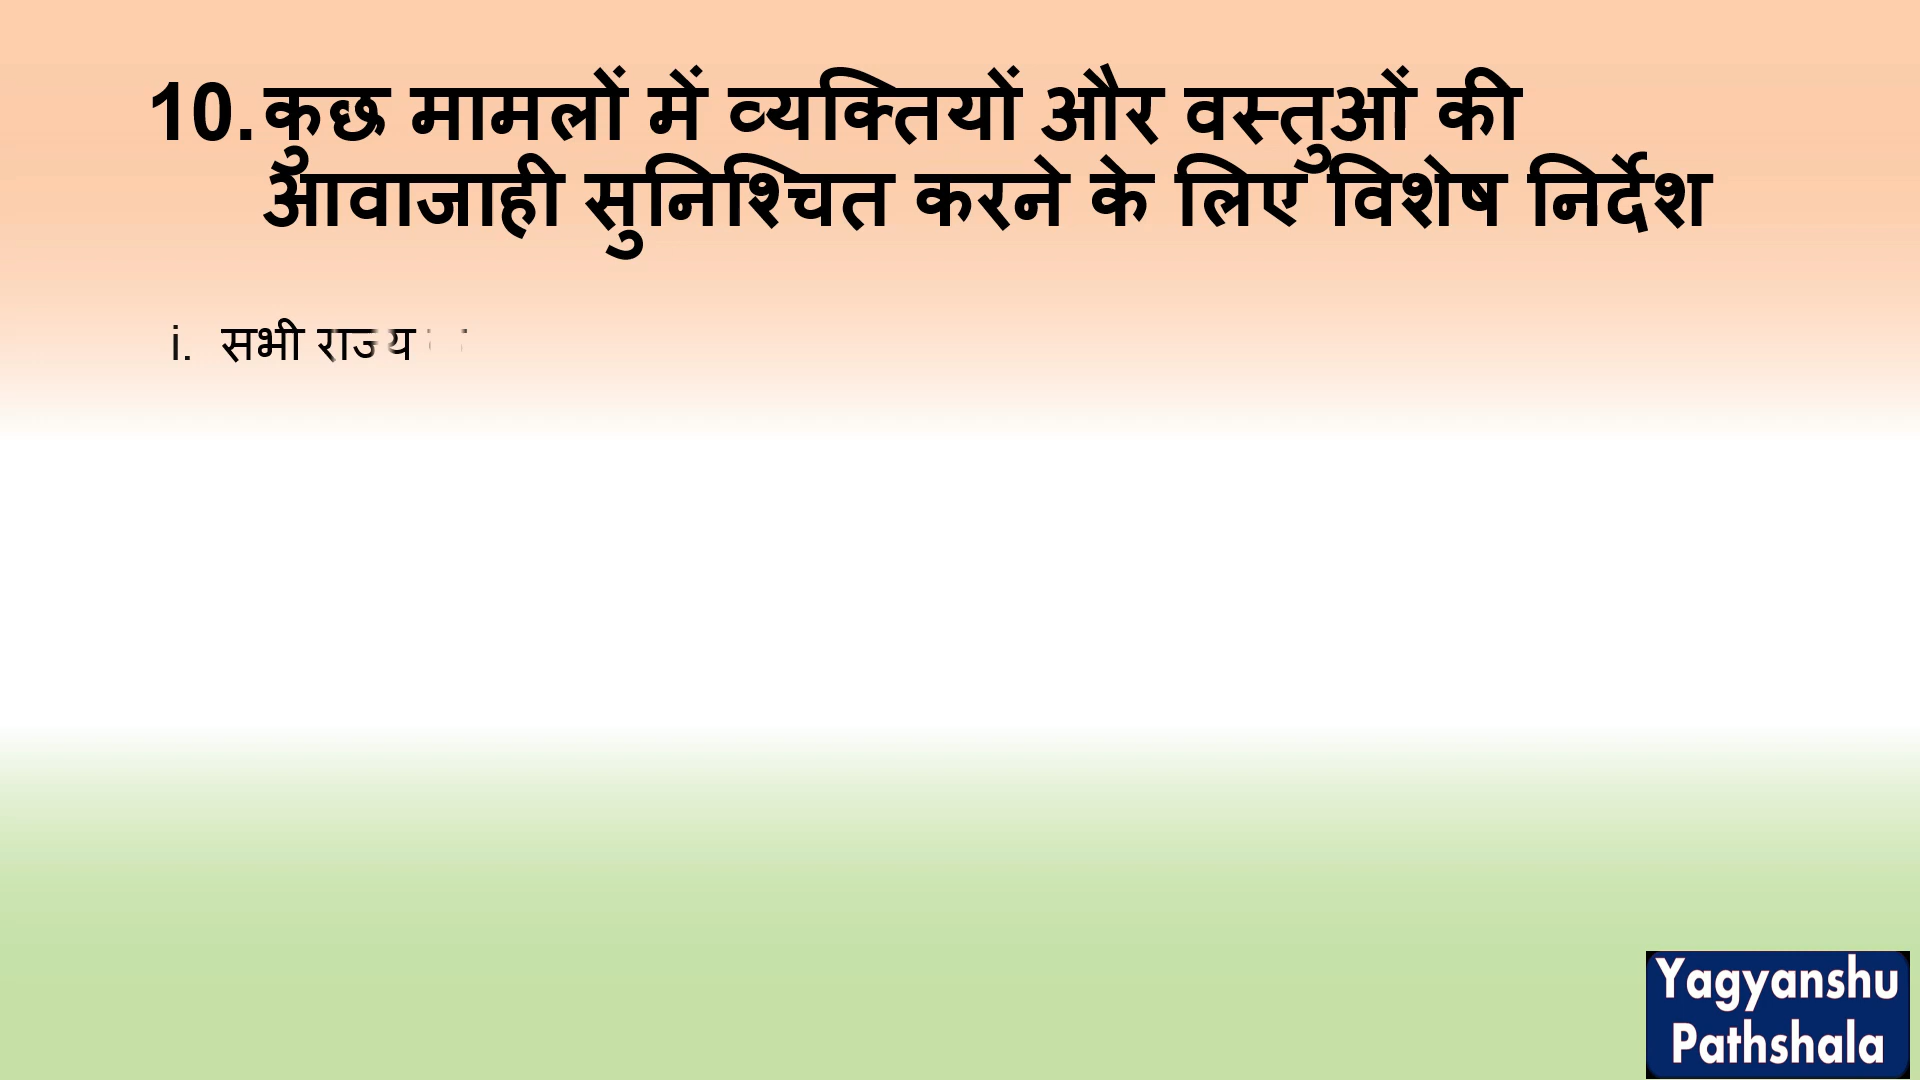 10. कुछ मामलों में व्यक्तियों और वस्तुओं की
आवाजाही सुनिश्चित करने के लिए विशेष निर्देश
i. सभी राज्य
Yagyanshu
Pathshala